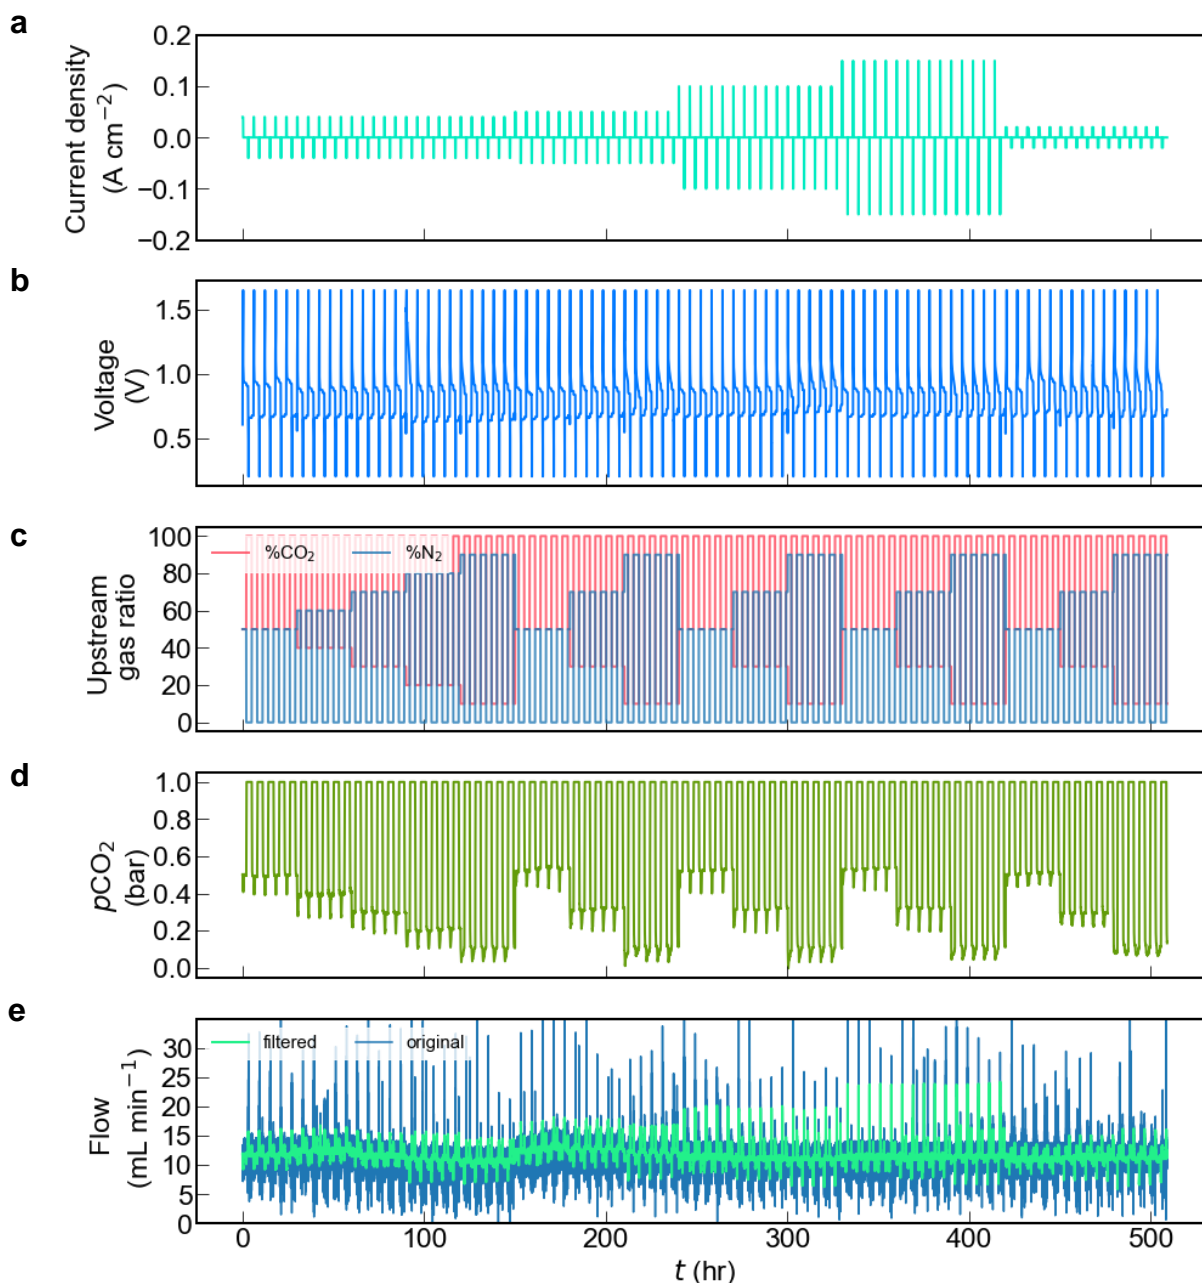 a
Current density
(A cm⁻²)
0.2
0.1
0.0
−0.1
−0.2
b
Voltage
(V)
1.5
1.0
0.5
c
Upstream
gas ratio
100
80
60
40
20
0
%CO₂
%N₂
d
pCO₂
(bar)
1.0
0.8
0.6
0.4
0.2
0.0
e
Flow
(mL min⁻¹)
30
25
20
15
10
5
0
filtered
original
0
100
200
300
400
500
t (hr)